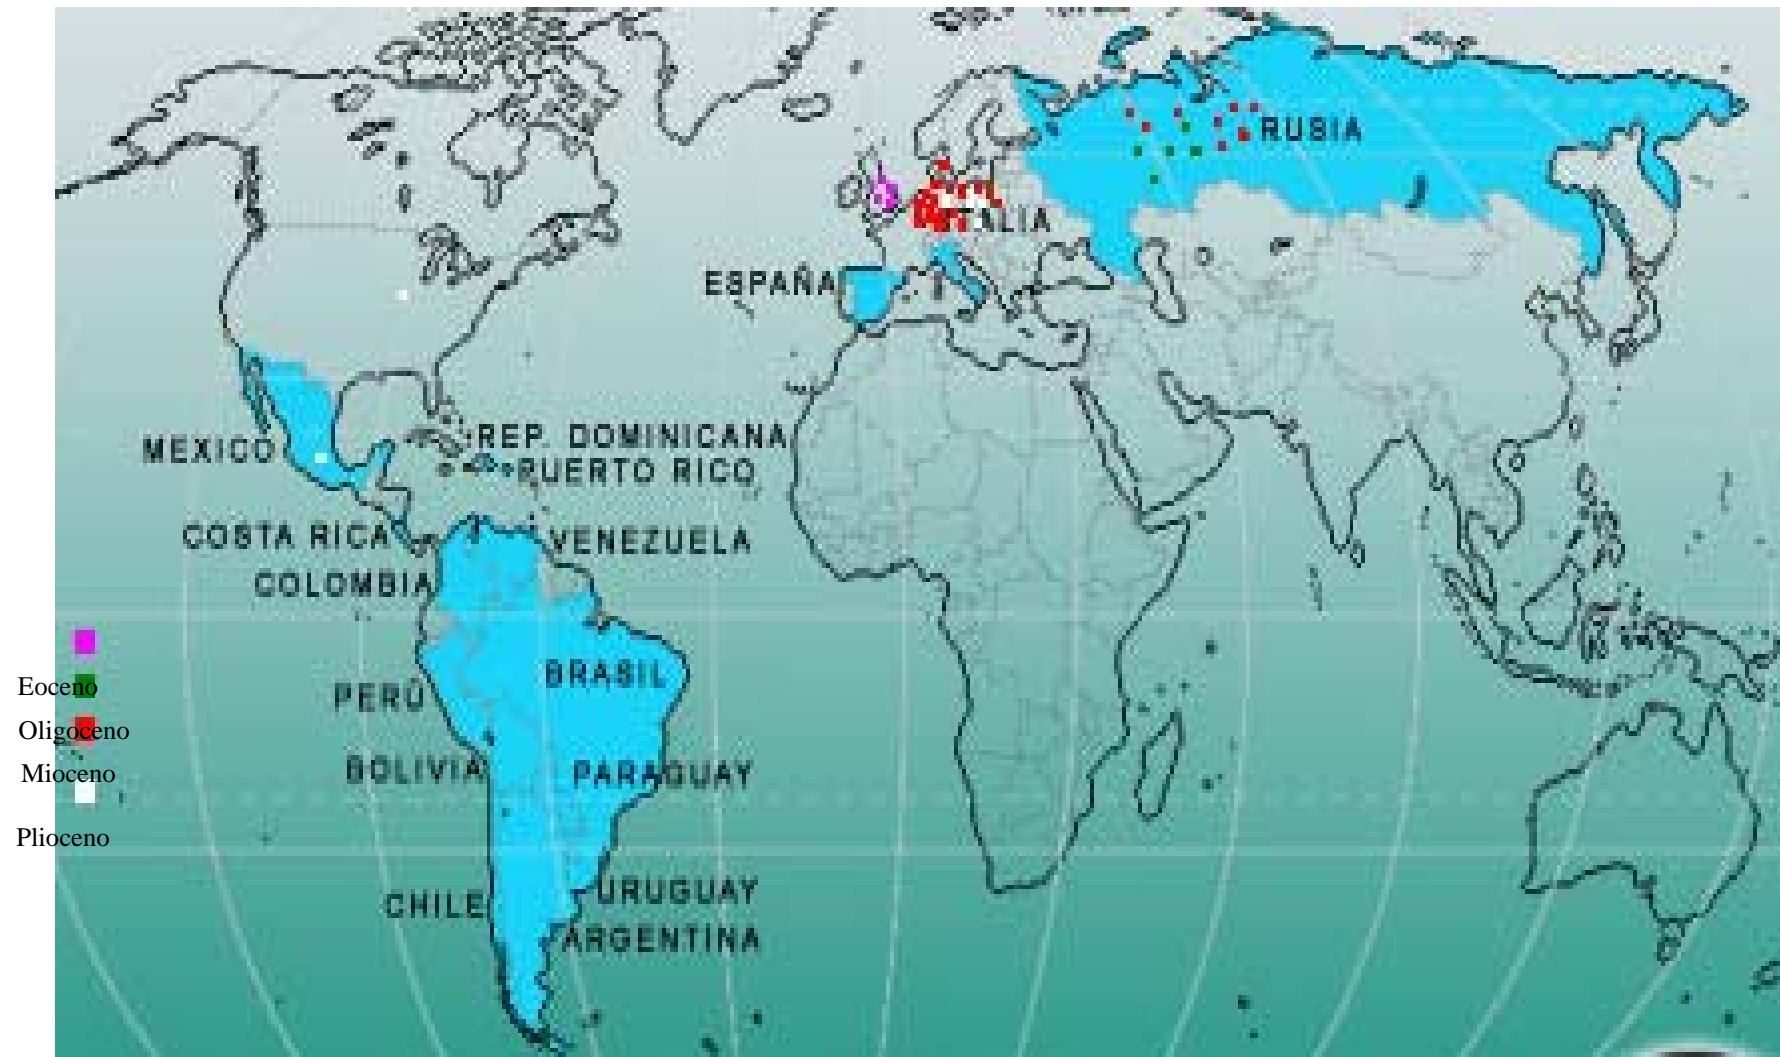 RUSIA
ITALIA
ESPAÑA
MEXICO
REP. DOMINICANA
PUERTO RICO
COSTA RICA
VENEZUELA
COLOMBIA
BRASIL
Eoceno
PERÚ
Oligoceno
Mioceno
BOLIVIA
PARAGUAY
Plioceno
CHILE
URUGUAY
ARGENTINA